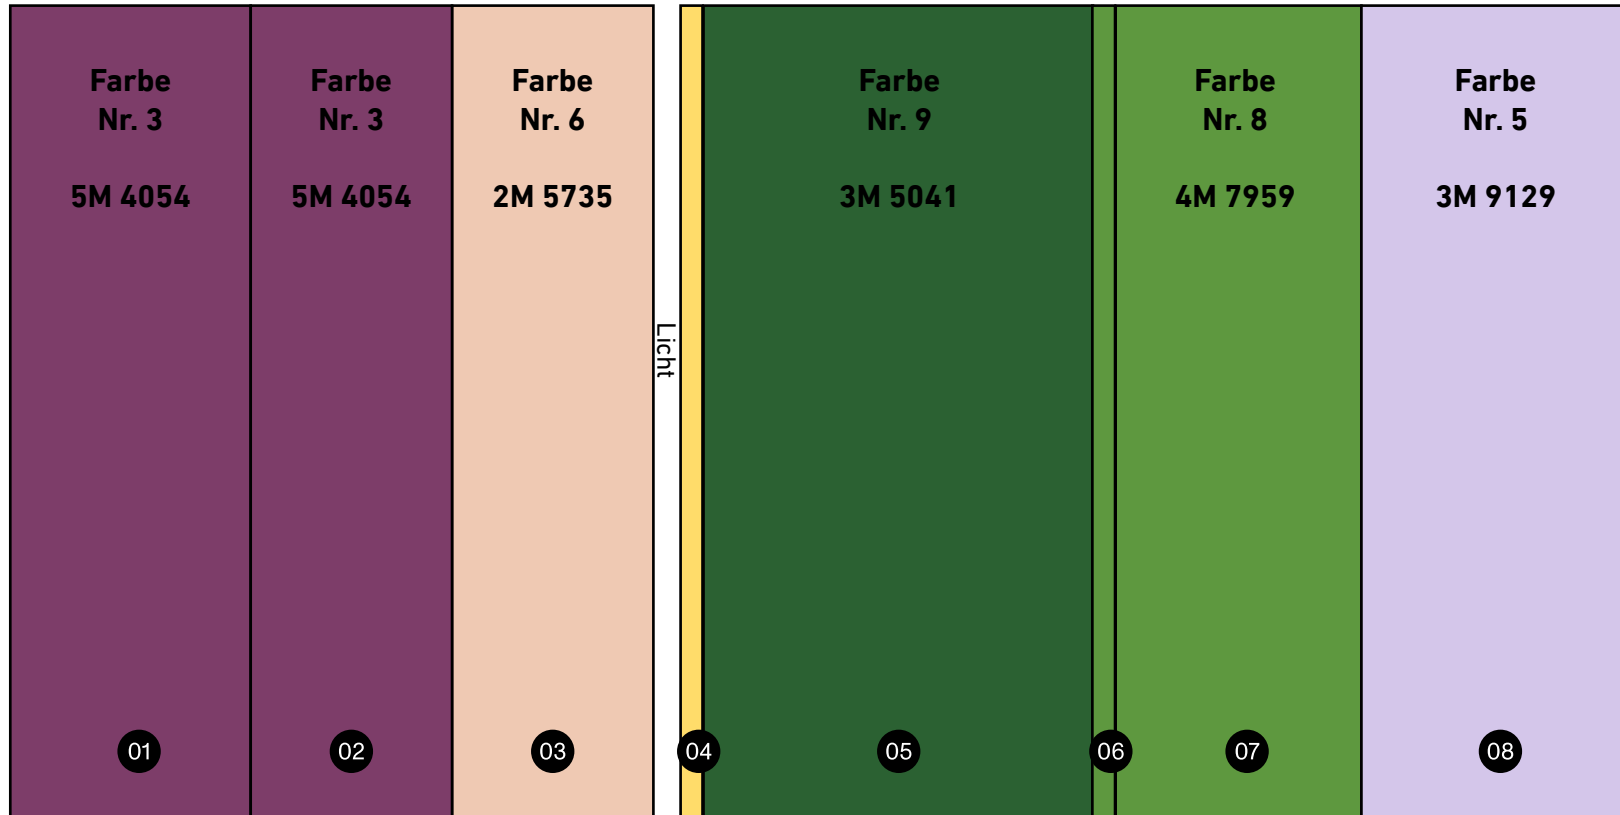 Farbe
Nr. 3
5M 4054
Farbe
Nr. 3
5M 4054
Farbe
Nr. 6
2M 5735
Licht
Farbe
Nr. 9
3M 5041
Farbe
Nr. 8
4M 7959
Farbe
Nr. 5
3M 9129
01
02
03
04
05
06
07
08